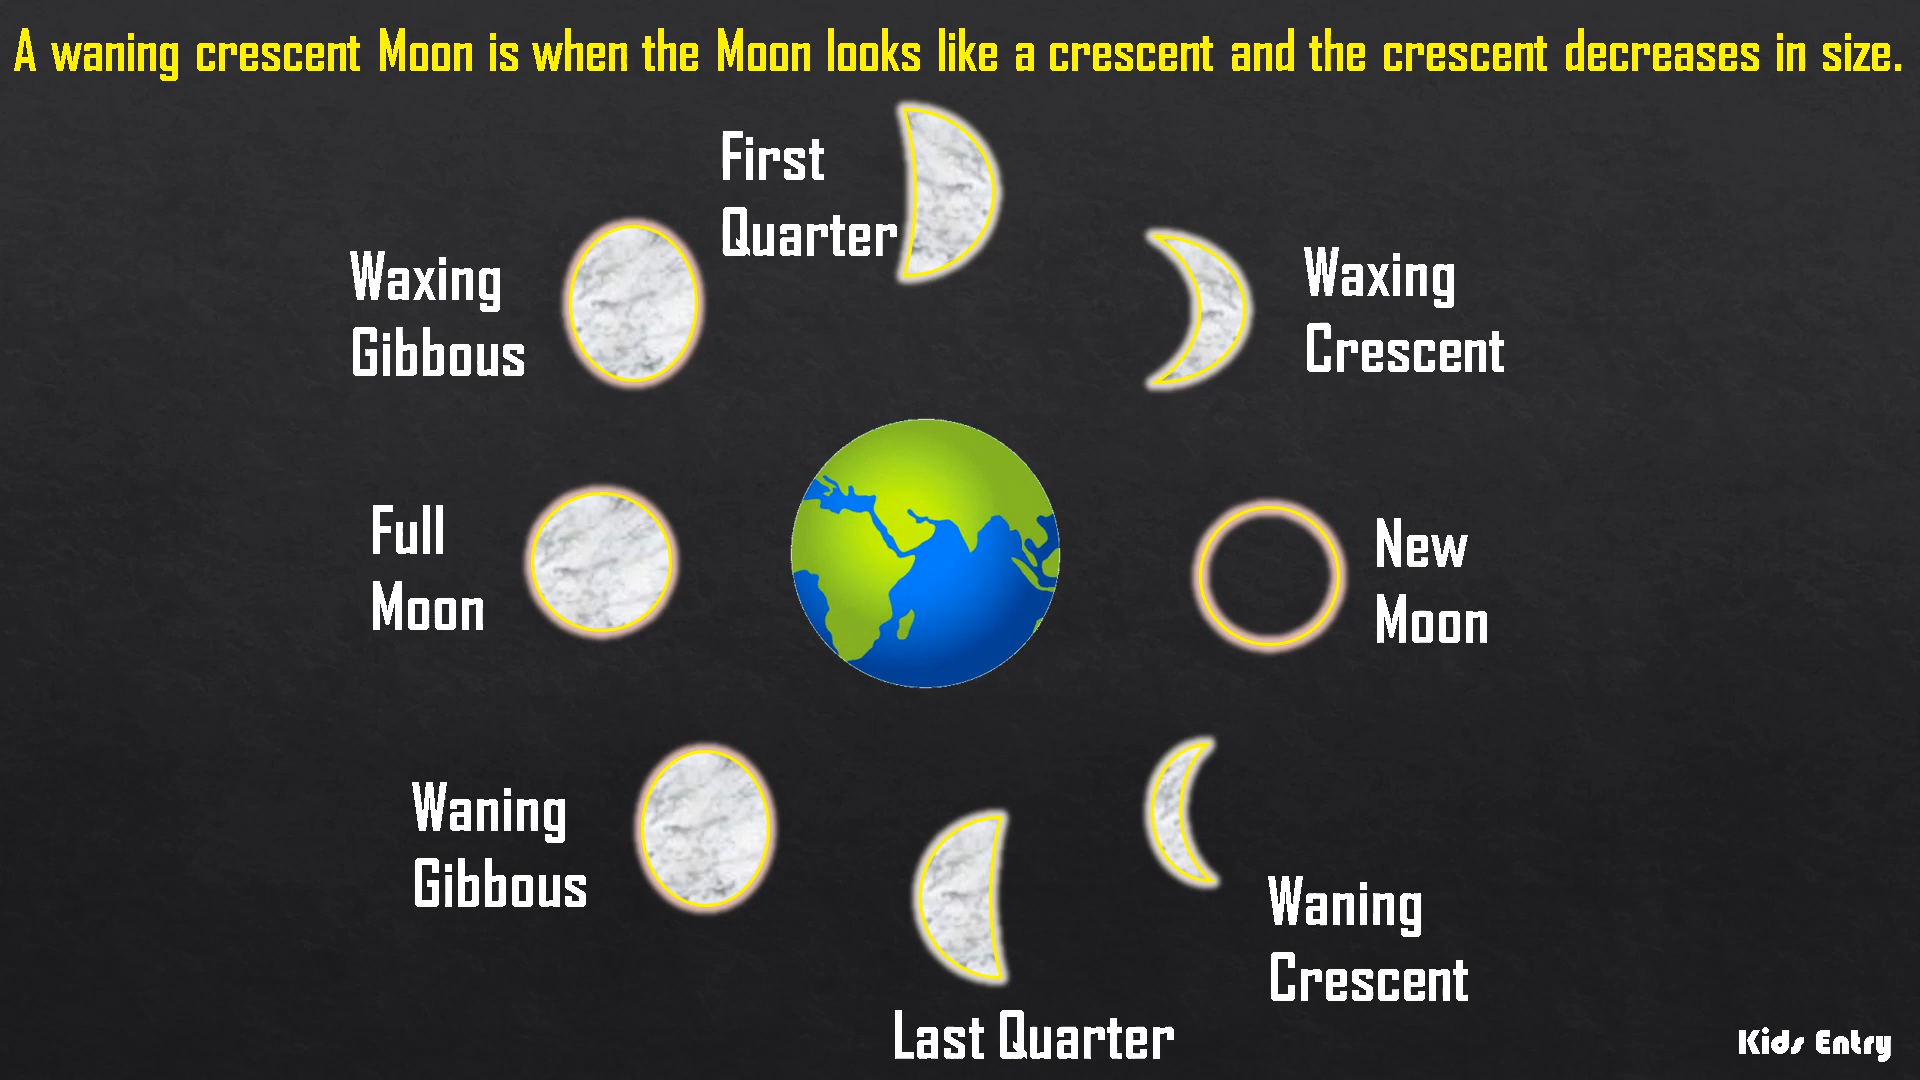 A waning crescent Moon is when the Moon looks like a crescent and the crescent decreases in size.
First
Quarter
Waxing
Gibbous
Waxing
Crescent
Full
Moon
New
Moon
Waning
Gibbous
Waning
Crescent
Last Quarter
Kids Entry